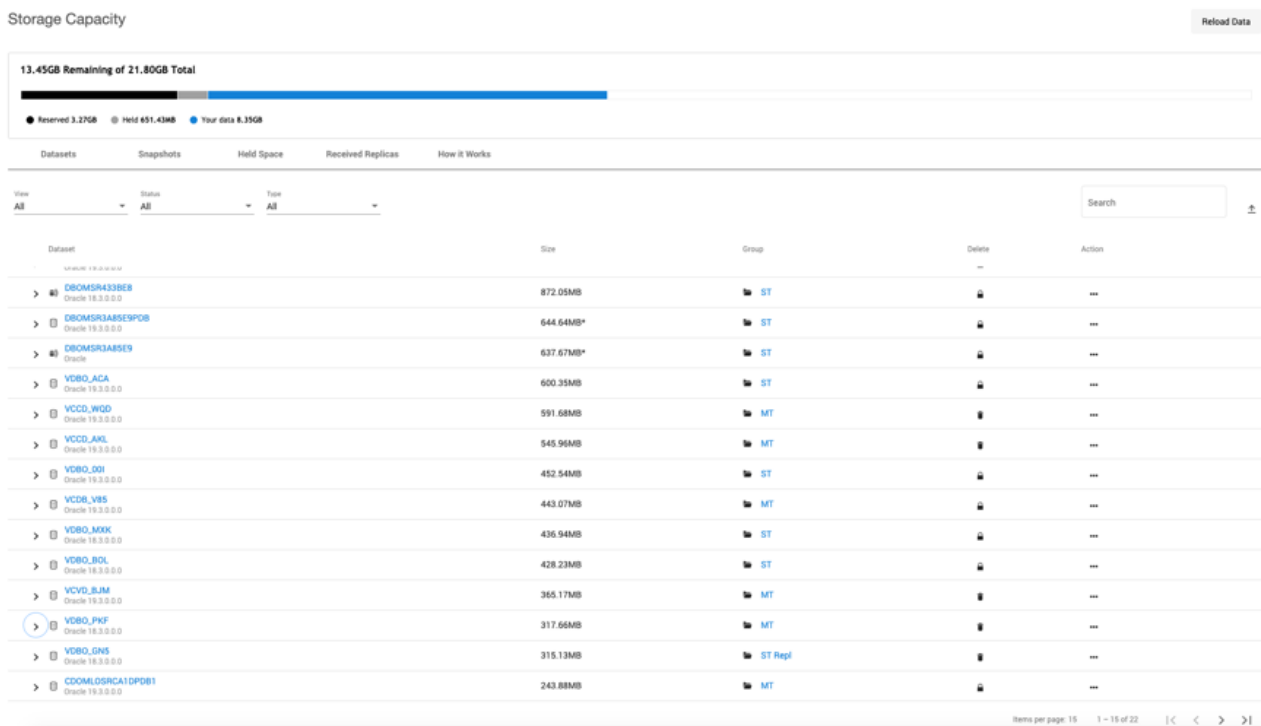 Storage Capacity
Reload Data
13.45GB Remaining of 21.80GB Total
Reserved 3.27GB Held 651.43MB Your data 8.35GB
Datasets Snapshots Held Space Received Replicas How it Works
View Status Type
All All All
Search
Dataset Size Group Delete Action
Oracle 19.3.0.0.0
DBOMSR433BE8 872.05MB ST
Oracle 18.3.0.0.0
DBOMSR3A85E9PDB 644.64MB* ST
Oracle 19.3.0.0.0
DBOMSR3A85E9 637.67MB* ST
Oracle
VDBO_ACA 600.35MB ST
Oracle 19.3.0.0.0
VCCD_WQD 591.68MB MT
Oracle 19.3.0.0.0
VCCD_AKL 545.96MB MT
Oracle 19.3.0.0.0
VDBO_00I 452.54MB ST
Oracle 19.3.0.0.0
VCDB_V85 443.07MB MT
Oracle 19.3.0.0.0
VDBO_MXK 436.94MB ST
Oracle 18.3.0.0.0
VDBO_BOL 428.23MB ST
Oracle 18.3.0.0.0
VCVD_BJM 365.17MB MT
Oracle 19.3.0.0.0
VDBO_PKF 317.66MB MT
Oracle 18.3.0.0.0
VDBO_GN5 315.13MB ST Repl
Oracle 18.3.0.0.0
CDOMLOSRCA1DPDB1 243.88MB MT
Oracle 19.3.0.0.0
Items per page: 15 1 – 15 of 22